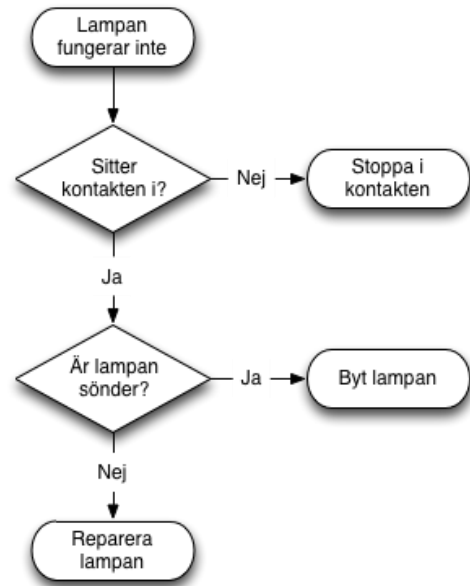 Lampan
fungerar inte
Sitter
kontakten i?
Nej
Stoppa i
kontakten
Ja
Är lampan
sönder?
Ja
Byt lampan
Nej
Reparera
lampan